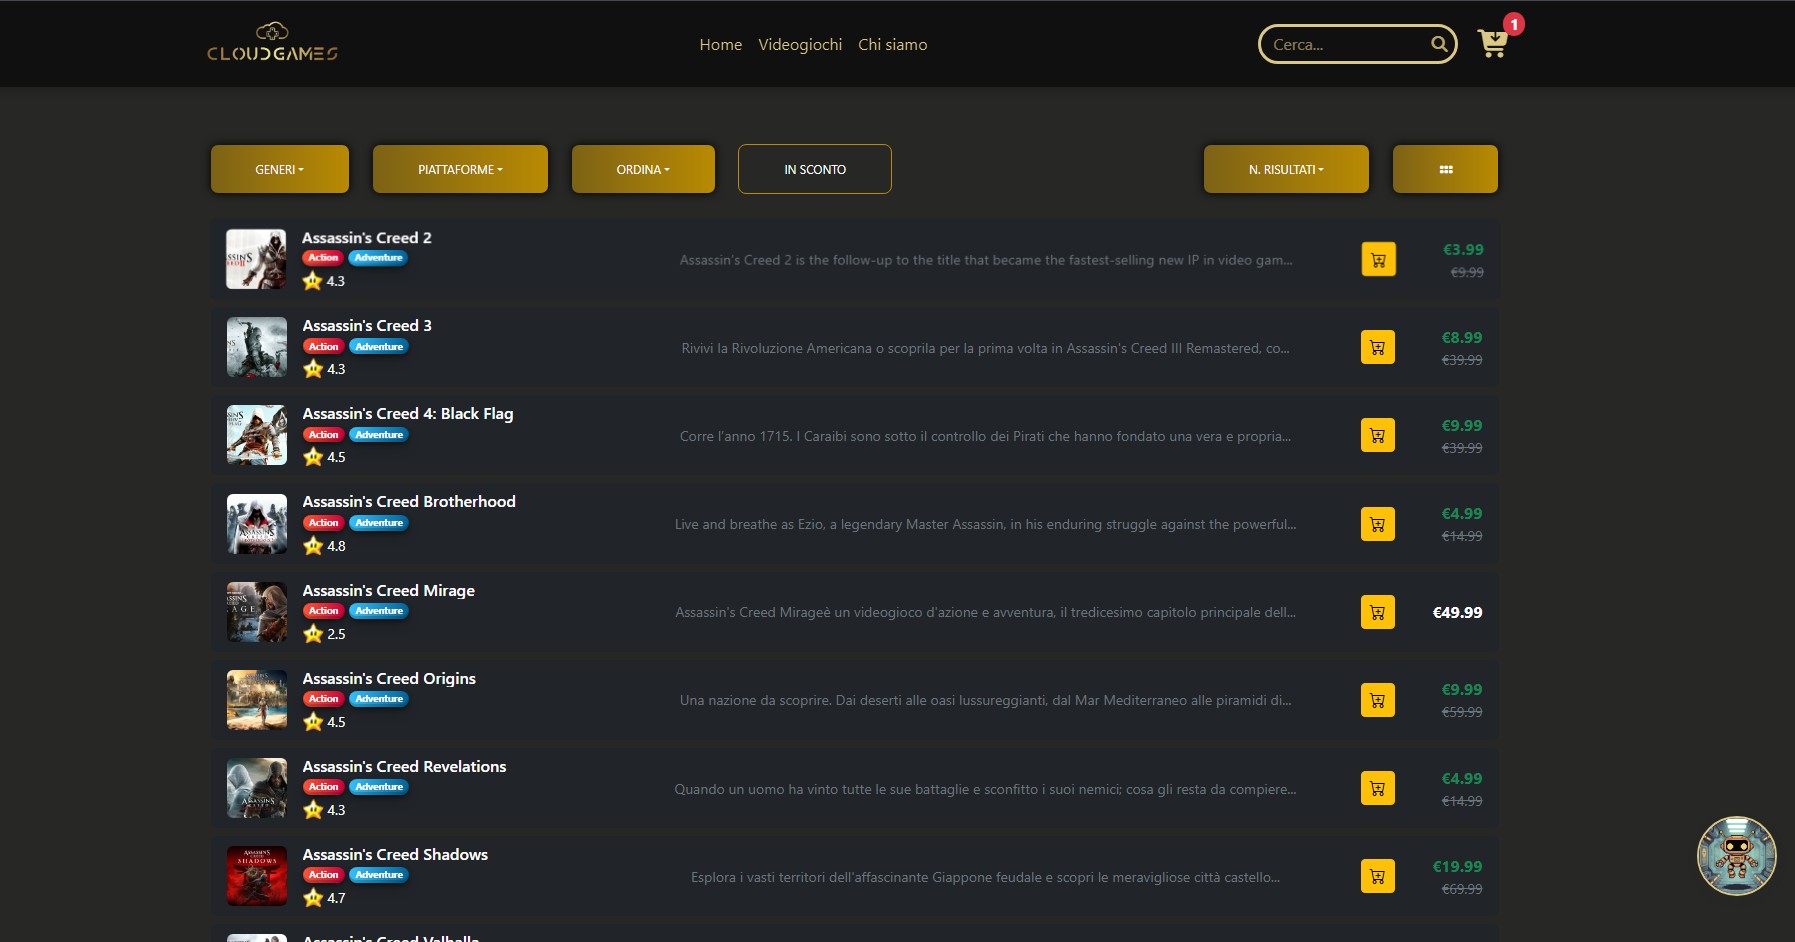 CLOUDGAMES
Home Videogiochi Chi siamo
Cerca...
1
GENERI PIATTAFORME ORDINA IN SCONTO N. RISULTATI
Assassin's Creed 2
Action Adventure
4.3
Assassin's Creed 2 is the follow-up to the title that became the fastest-selling new IP in video gam...
€3.99
€9.99
Assassin's Creed 3
Action Adventure
4.3
Rivivi la Rivoluzione Americana o scoprila per la prima volta in Assassin's Creed III Remastered, co...
€8.99
€39.99
Assassin's Creed 4: Black Flag
Action Adventure
4.5
Corre l'anno 1715. I Caraibi sono sotto il controllo dei Pirati che hanno fondato una vera e propria...
€9.99
€39.99
Assassin's Creed Brotherhood
Action Adventure
4.8
Live and breathe as Ezio, a legendary Master Assassin, in his enduring struggle against the powerful...
€4.99
€14.99
Assassin's Creed Mirage
Action Adventure
2.5
Assassin's Creed Mirageè un videogioco d'azione e avventura, il tredicesimo capitolo principale dell...
€49.99
Assassin's Creed Origins
Action Adventure
4.5
Una nazione da scoprire. Dai deserti alle oasi lussureggianti, dal Mar Mediterraneo alle piramidi di...
€9.99
€59.99
Assassin's Creed Revelations
Action Adventure
4.3
Quando un uomo ha vinto tutte le sue battaglie e sconfitto i suoi nemici; cosa gli resta da compiere...
€4.99
€14.99
Assassin's Creed Shadows
Action Adventure
4.7
Esplora i vasti territori dell'affascinante Giappone feudale e scopri le meravigliose città castello...
€19.99
€69.99
SHADOWS
Assassin's Creed Valhalla